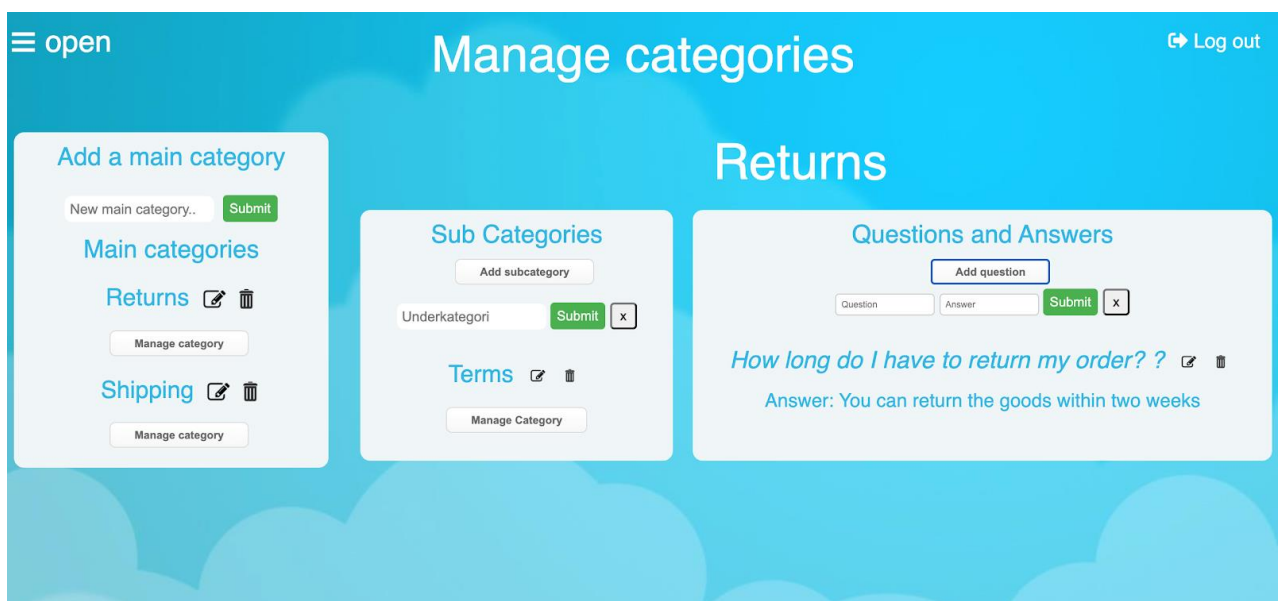 open
Manage categories
Log out
Add a main category
New main category..
Submit
Main categories
Returns
Manage category
Shipping
Manage category
Returns
Sub Categories
Add subcategory
Underkategori
Submit
x
Terms
Manage Category
Questions and Answers
Add question
Question
Answer
Submit
x
How long do I have to return my order? ?
Answer: You can return the goods within two weeks